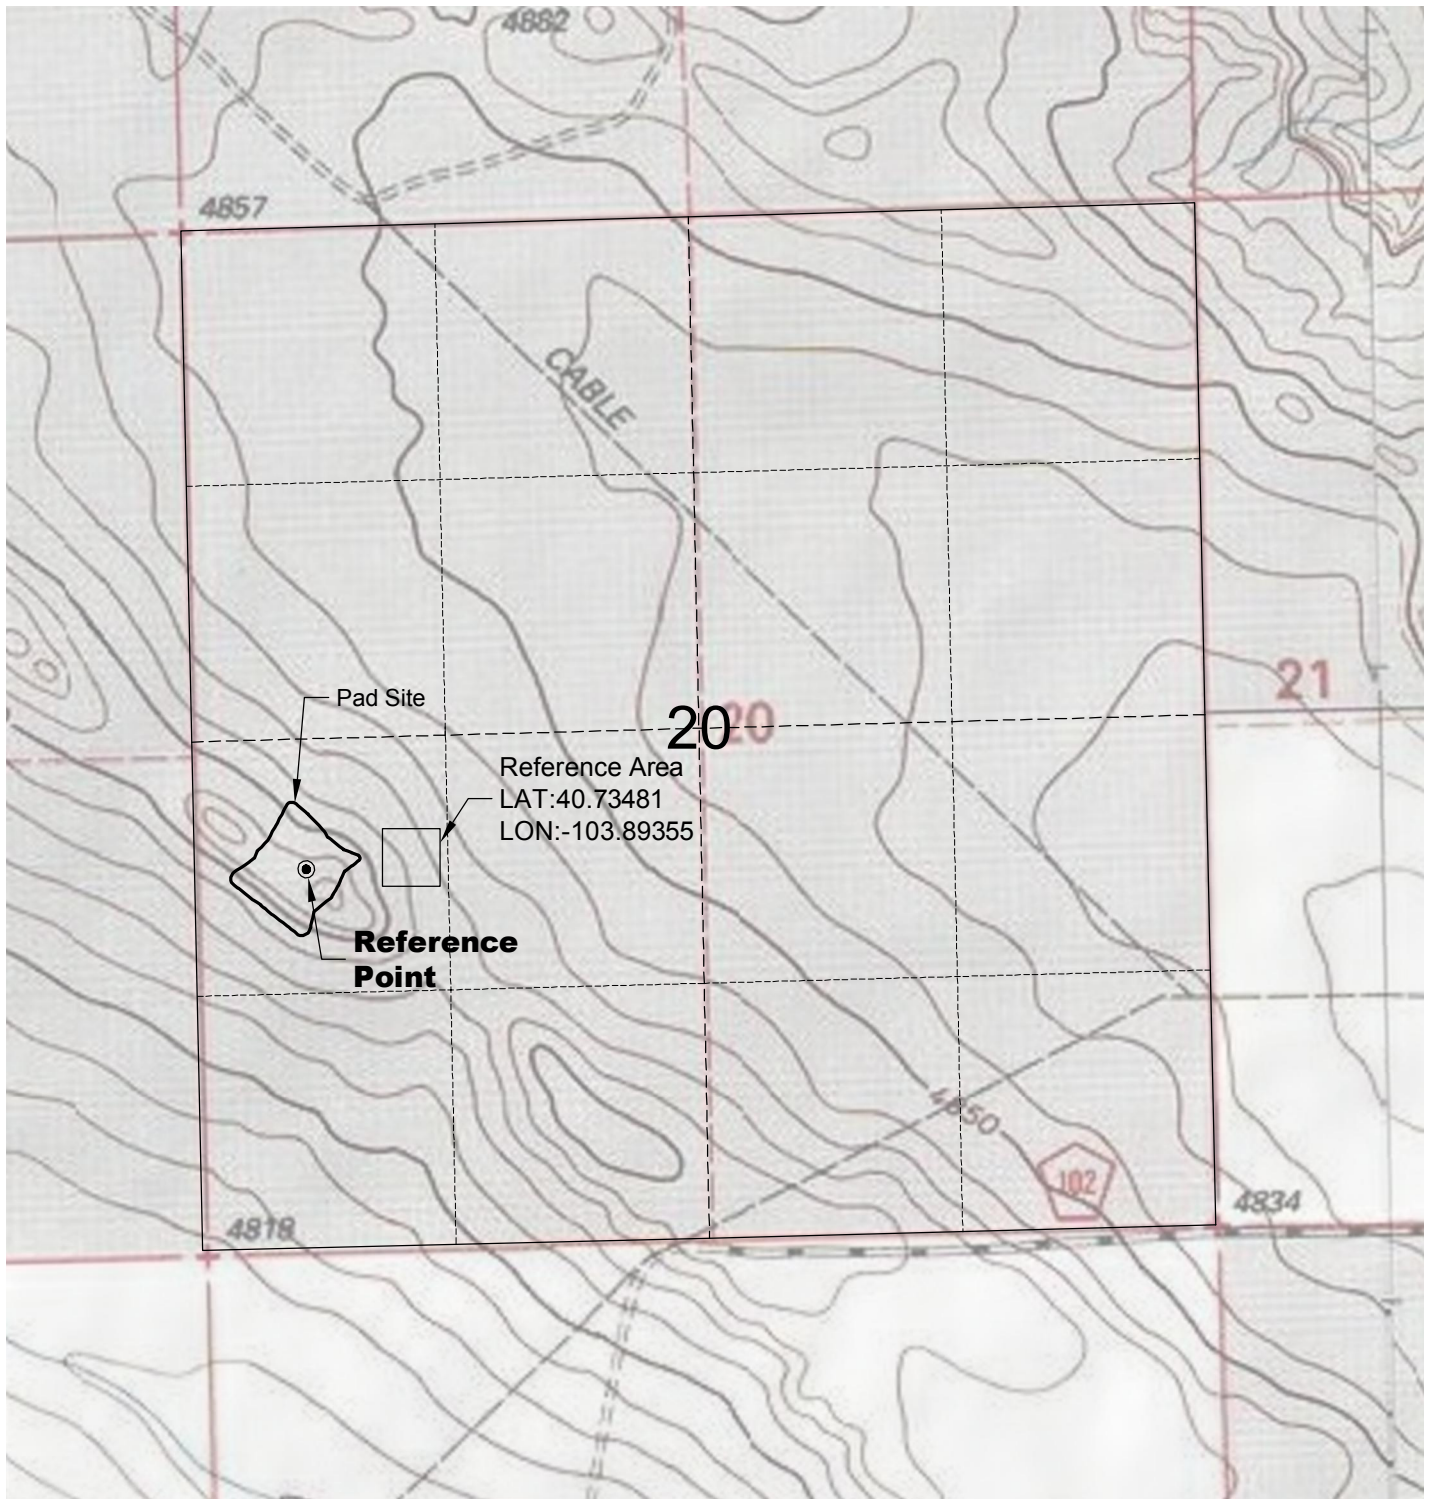 4882
4857
CABLE
21
Pad Site
20
20
Reference Area
LAT:40.73481
LON:-103.89355
Reference
Point
4850
102
4818
4834